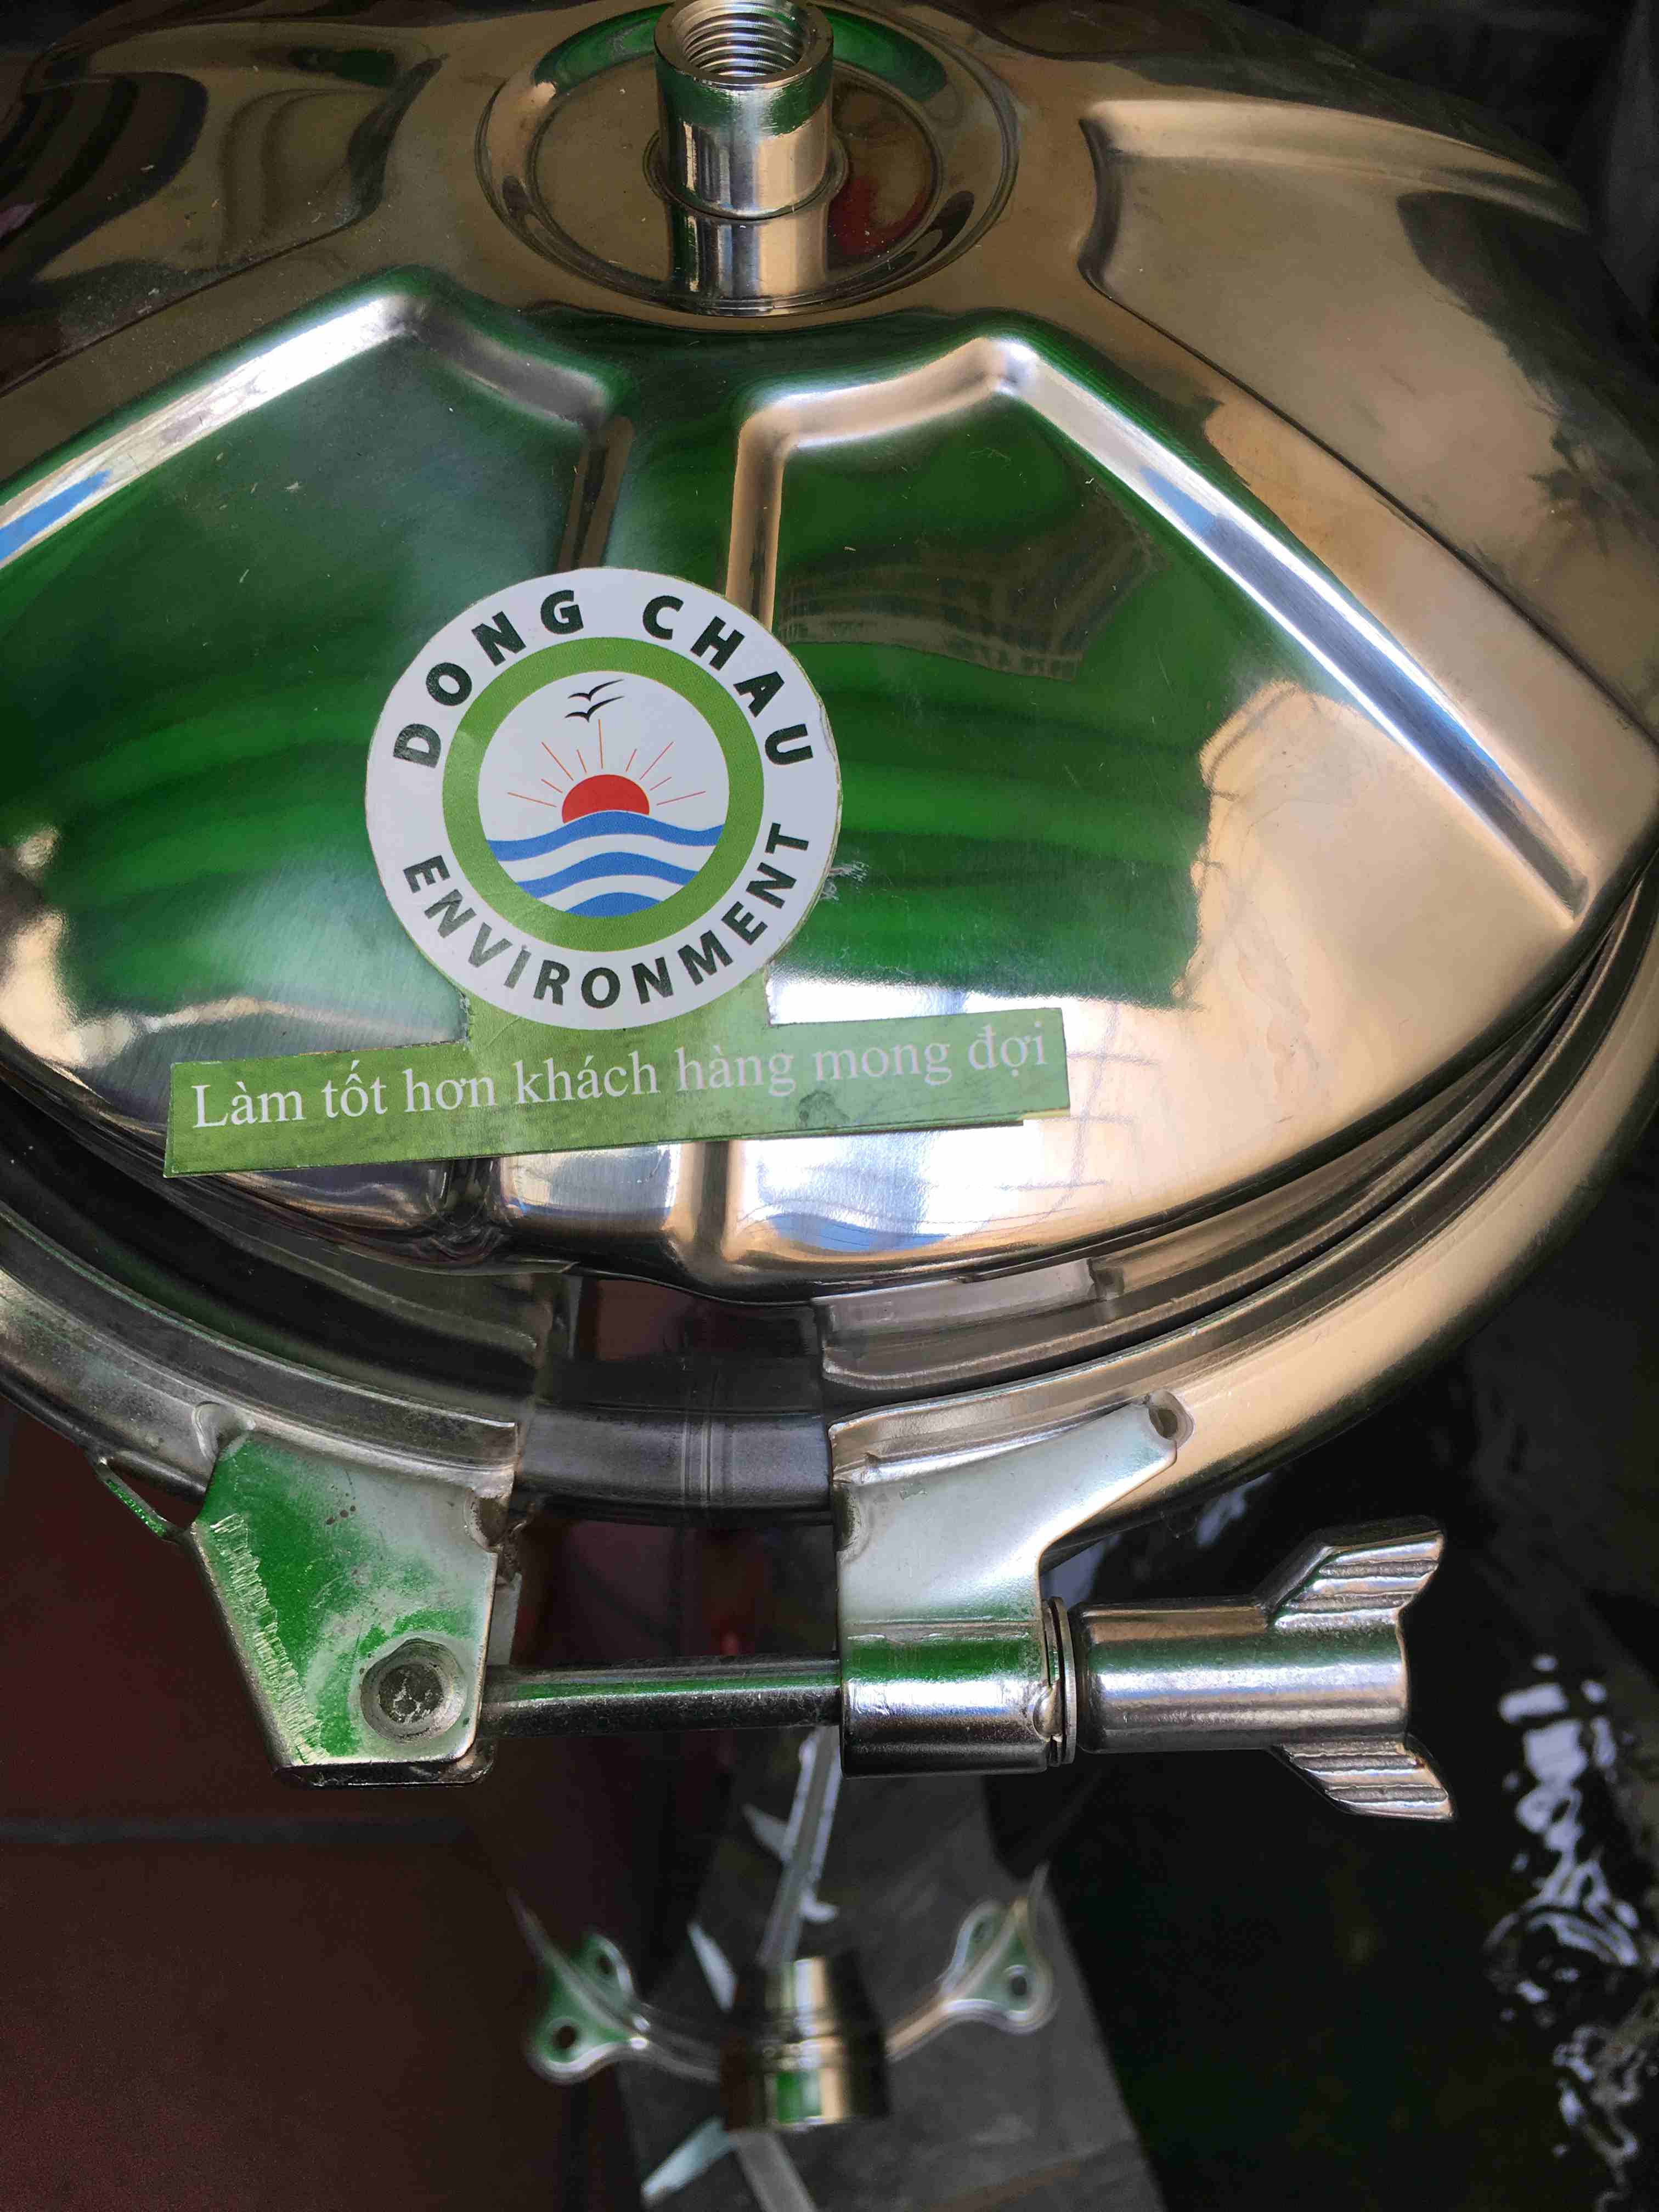 DONG CHAU
ENVIRONMENT
Làm tốt hơn khách hàng mong đợi